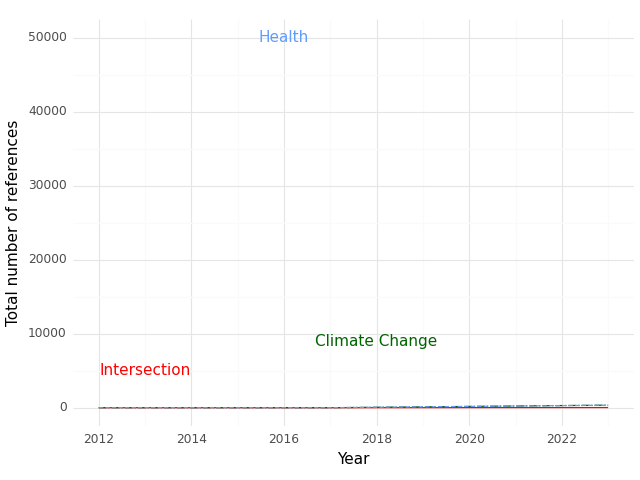 Health
Climate Change
Intersection
50000
40000
30000
20000
10000
0
2012 2014 2016 2018 2020 2022
Year
Total number of references